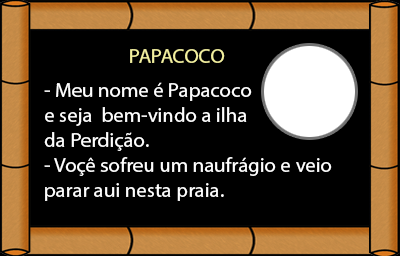 PAPACOCO
- Meu nome é Papacoco
e seja  bem-vindo a ilha
da Perdição.
- Voçê sofreu um naufrágio e veio
parar aui nesta praia.